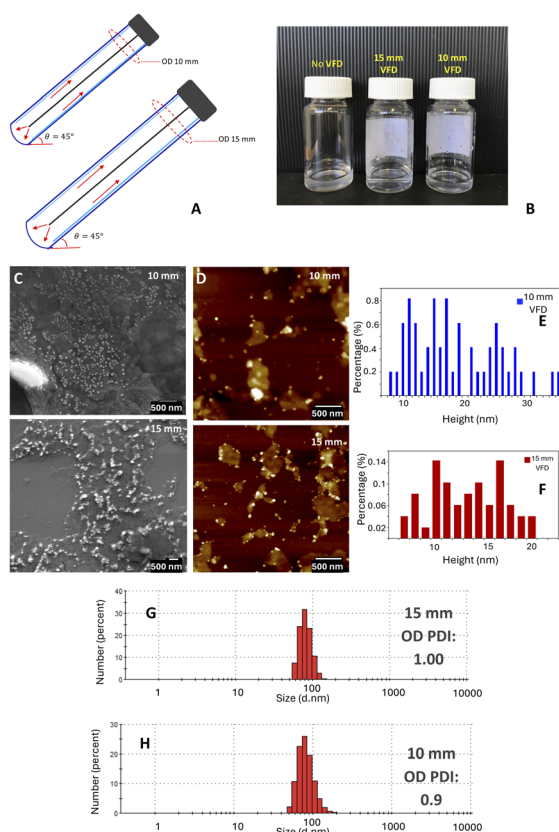 OD 10 mm
θ = 45°
OD 15 mm
θ = 45°
A
No VFD
15 mm
VFD
10 mm
VFD
B
C
10 mm
500 nm
15 mm
500 nm
D
10 mm
500 nm
15 mm
500 nm
Percentage (%)
0.8
0.6
0.4
0.2
10 20 30
Height (nm)
10 mm
VFD
E
Percentage (%)
0.14
0.10
0.06
0.02
10 15 20
Height (nm)
15 mm
VFD
F
G
Number (percent)
40
30
20
10
0
1 10 100 1000 10000
Size (d.nm)
15 mm
OD PDI:
1.00
H
Number (percent)
30
20
10
0
1 10 100 1000 10000
Size (d.nm)
10 mm
OD PDI:
0.9